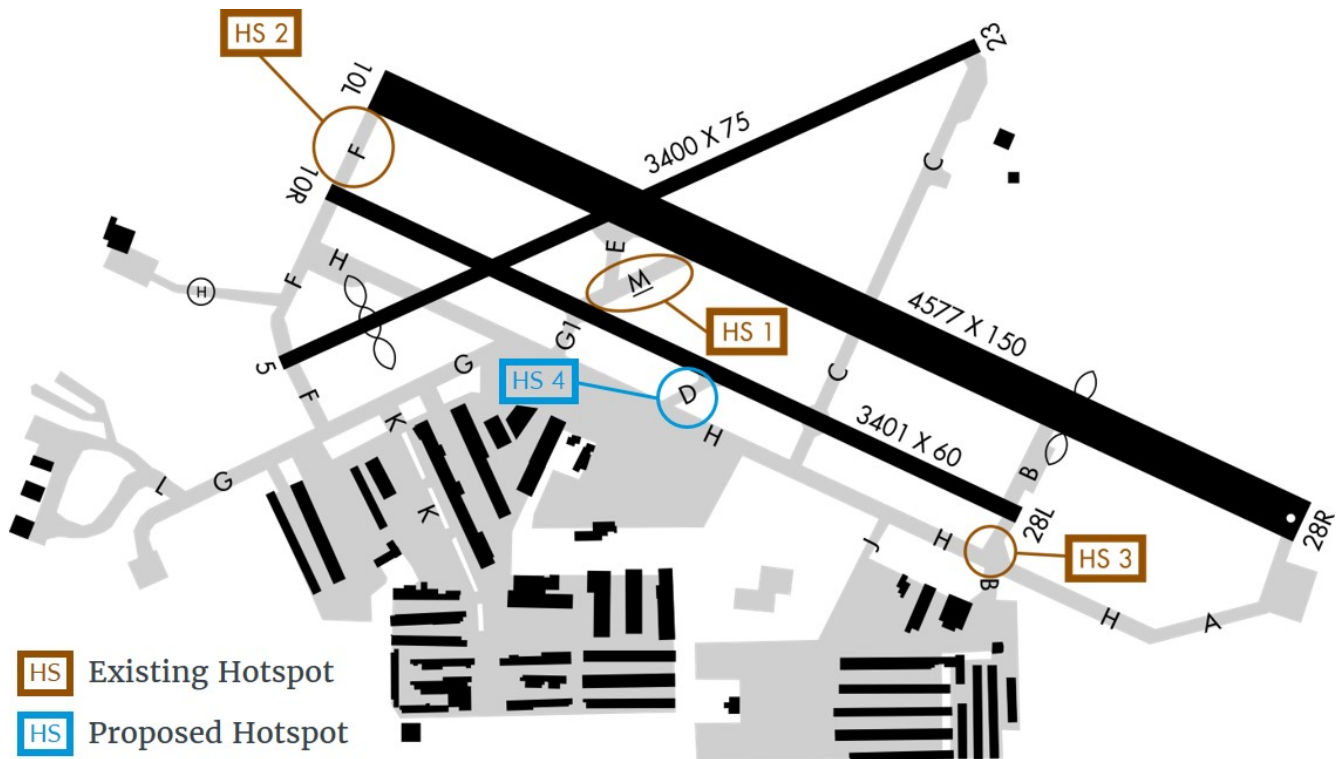 HS 2
23
10L
3400 X 75
F
C
10R
E
H
M
F
H
4577 X 150
G1
HS 1
5
G
C
HS 4
D
F
K
H
3401 X 60
B
L
G
K
28L
28R
J
H
HS 3
B
H
A
HS Existing Hotspot
HS Proposed Hotspot